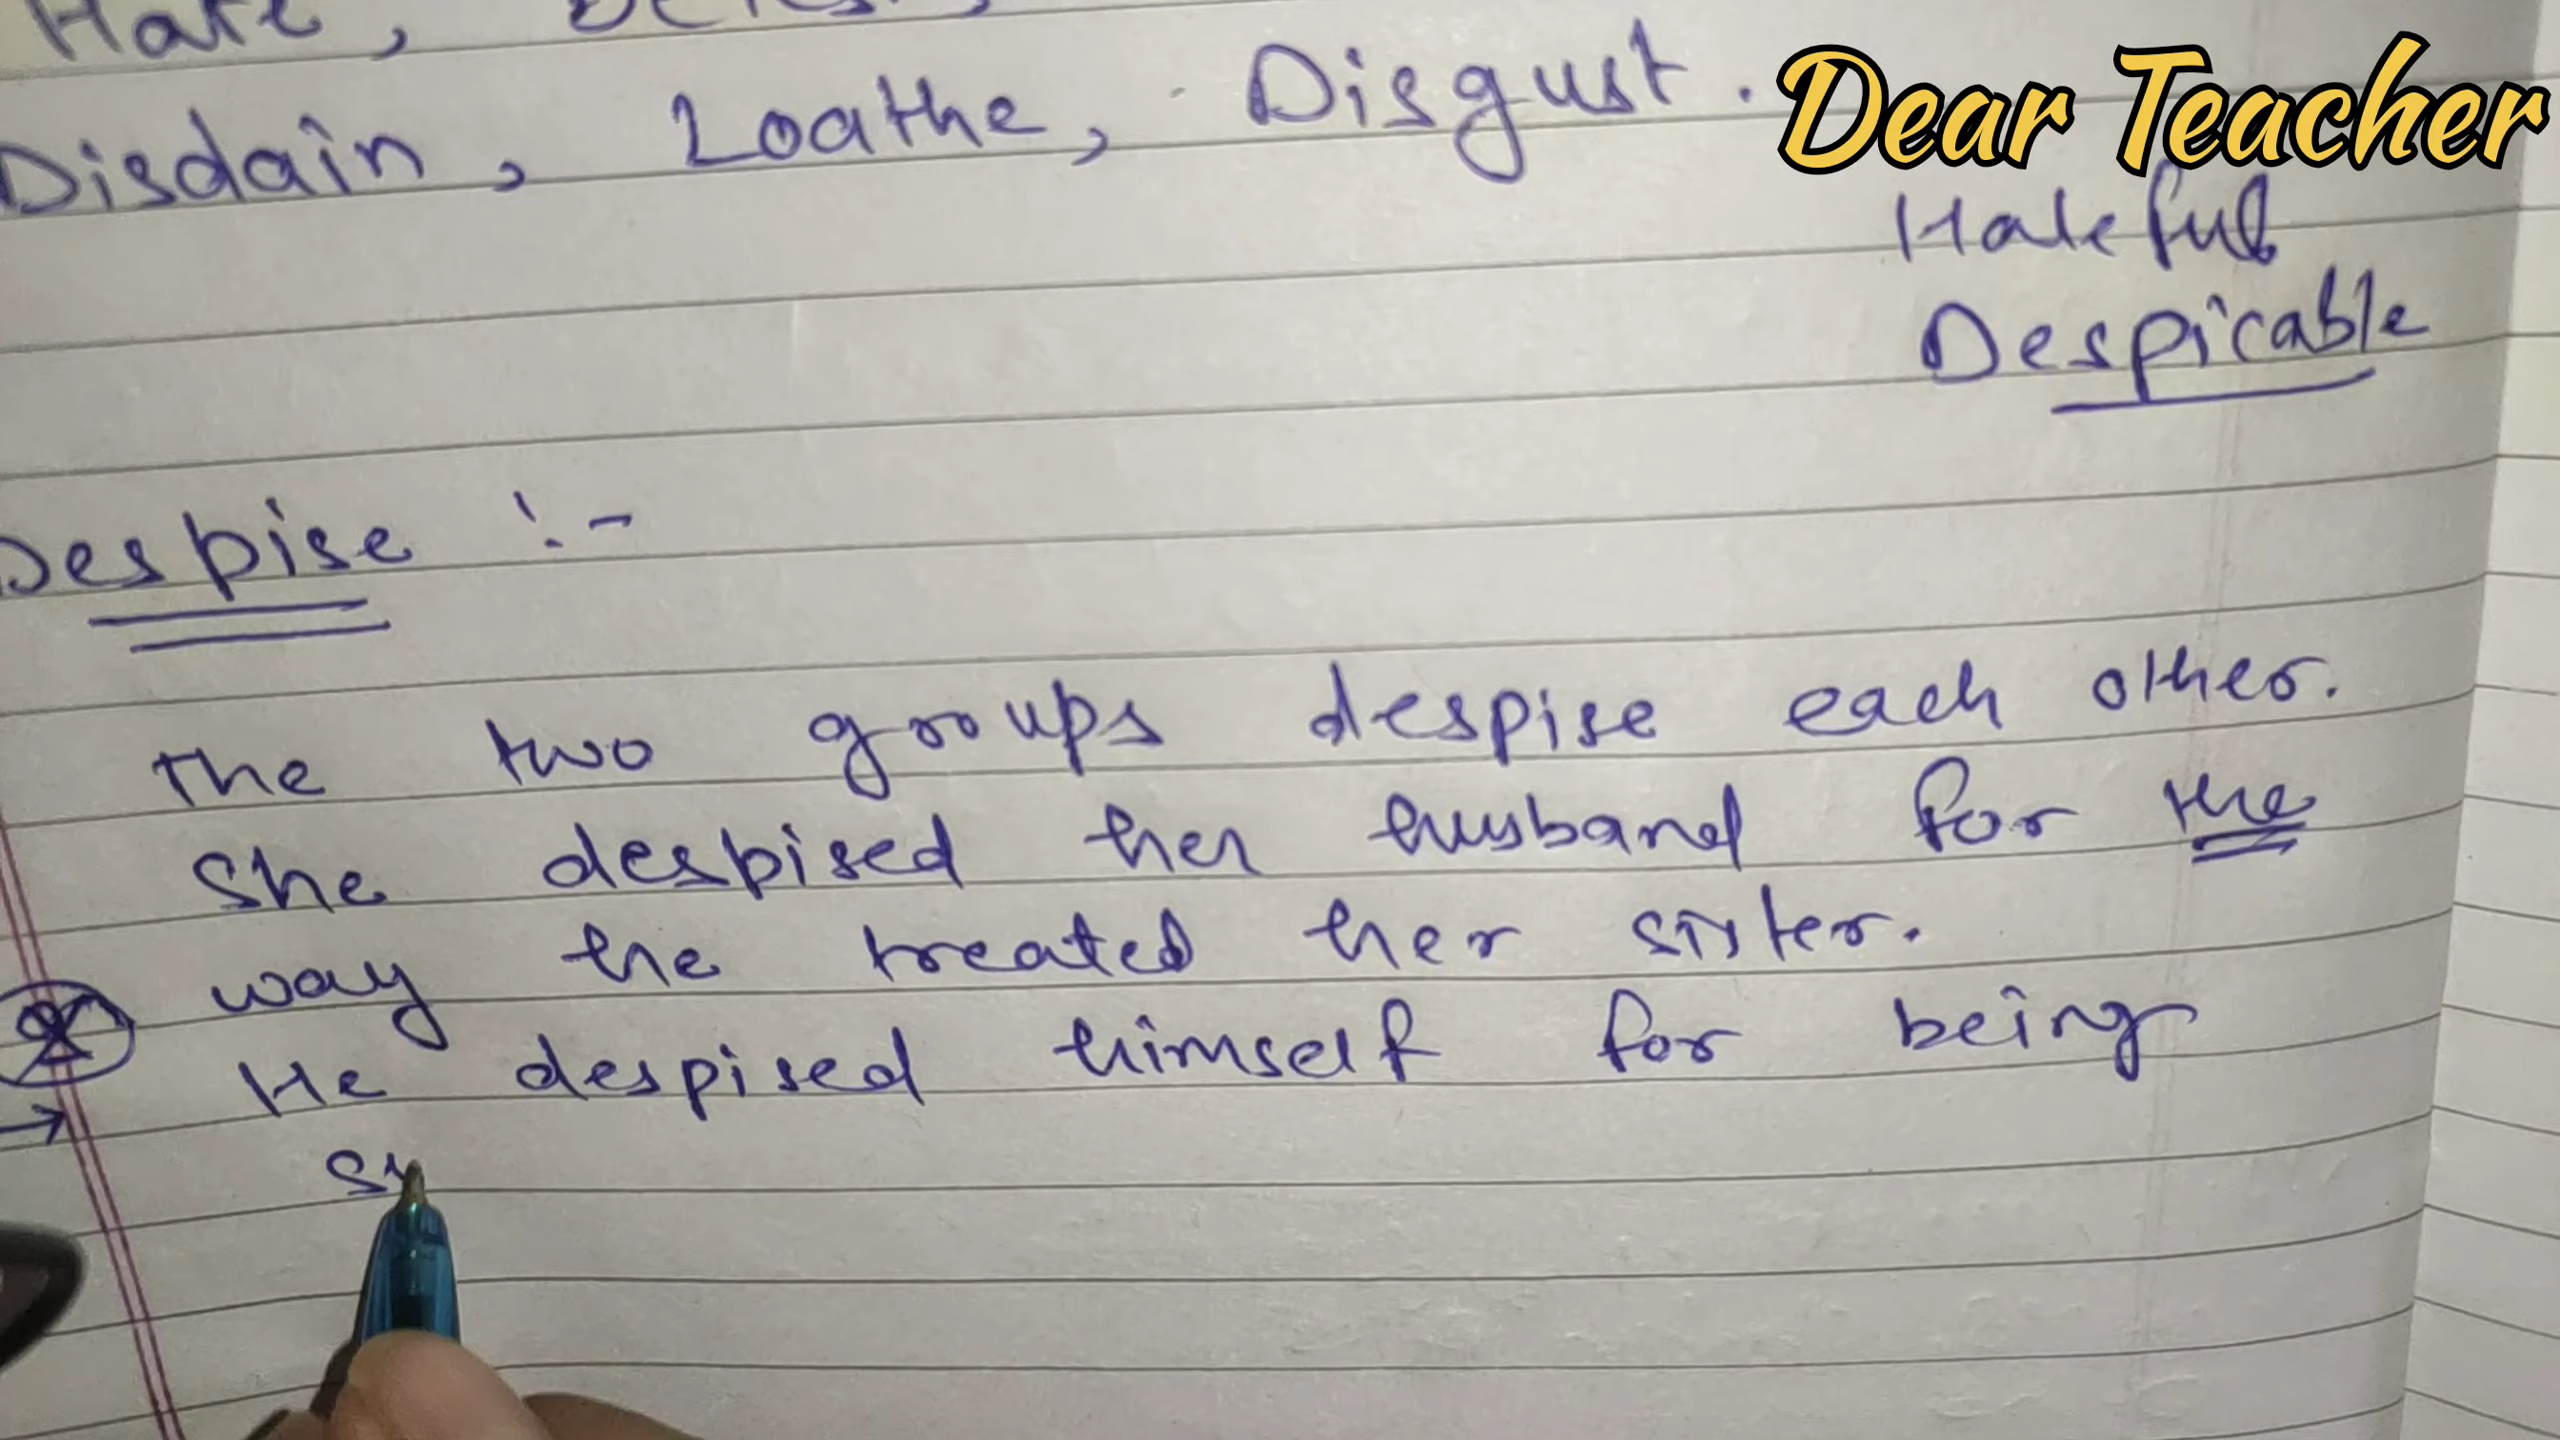 Hate,
Disdain, Loathe, Disgust.
Dear Teacher
Hateful
Despicable
Despise :-
The two groups despise each other.
She despised her husband for the
way he treated her sister.
He despised himself for being